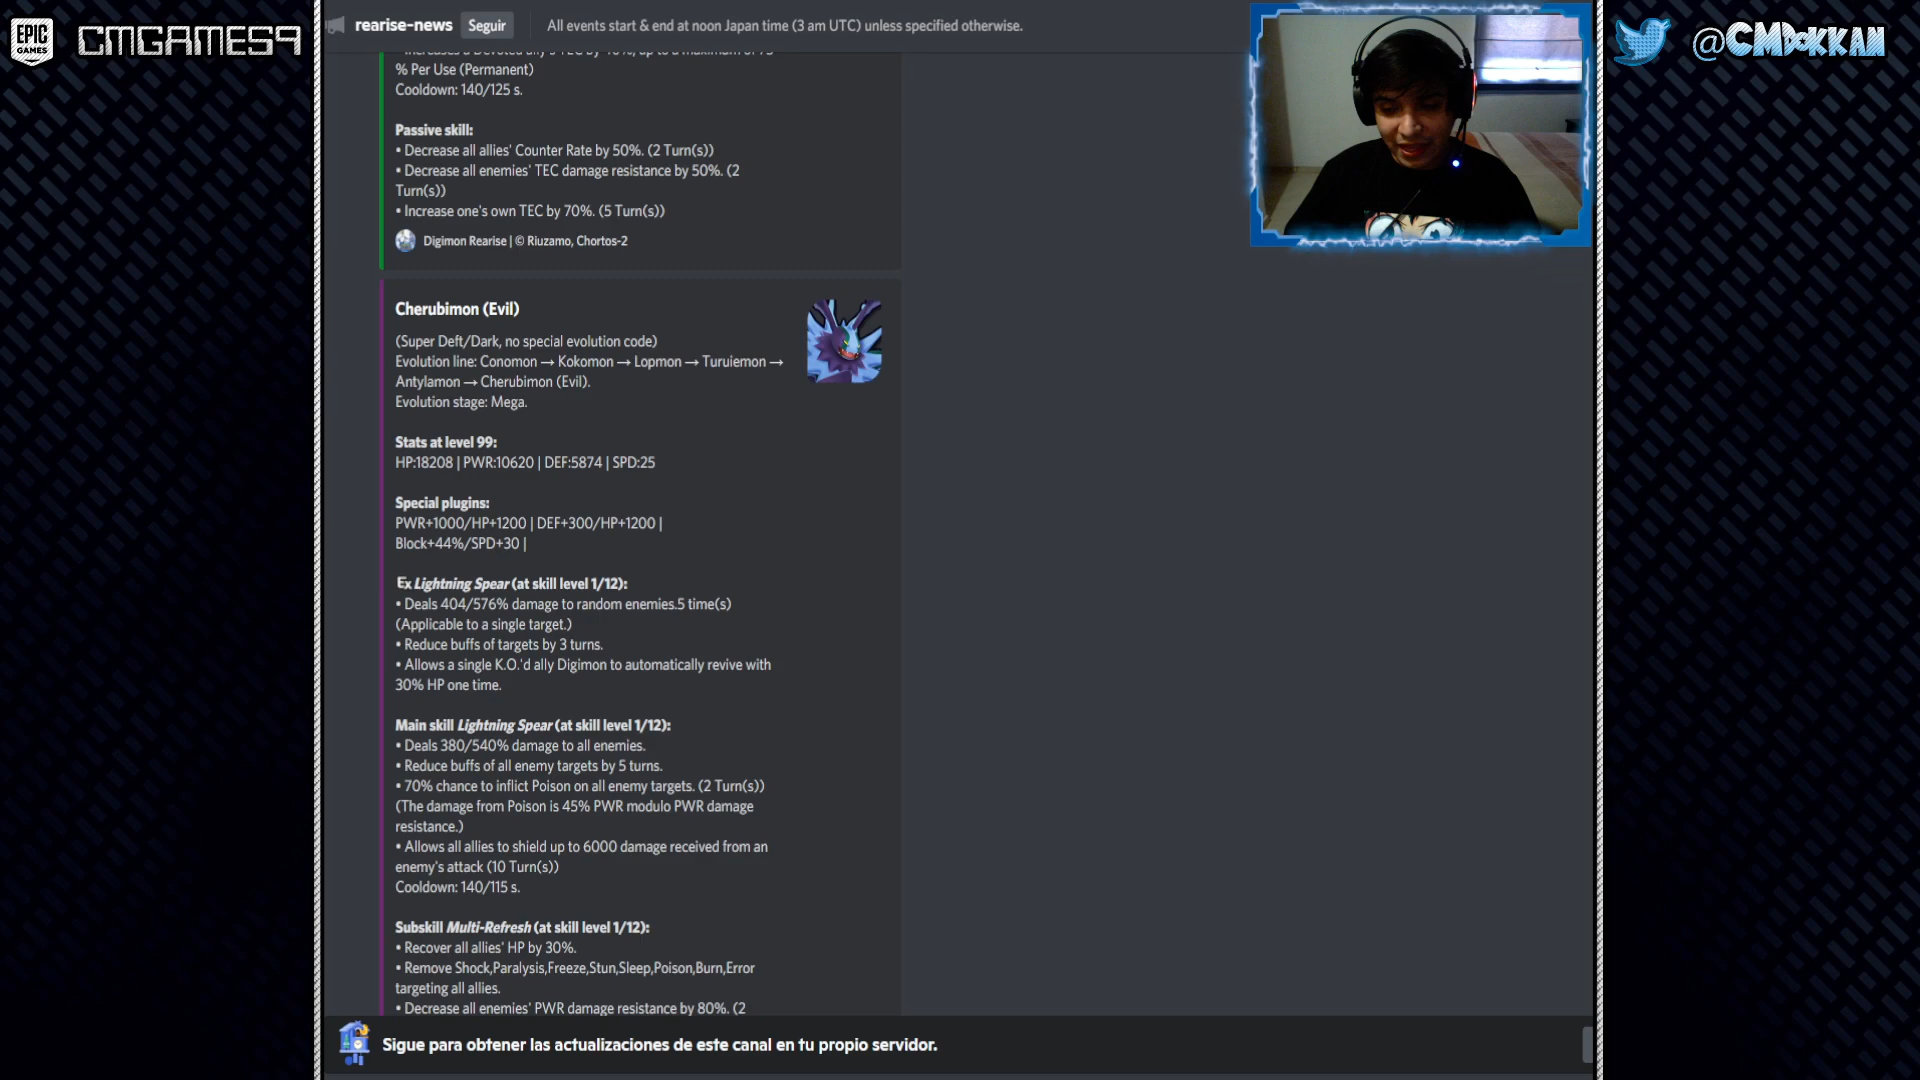 EPIC
GAMES
CMGAMES9
rearise-news
Seguir
All events start & end at noon Japan time (3 am UTC) unless specified otherwise.
@CMDOKKAN
% Per Use (Permanent)
Cooldown: 140/125 s.
Passive skill:
• Decrease all allies' Counter Rate by 50%. (2 Turn(s))
• Decrease all enemies' TEC damage resistance by 50%. (2
Turn(s))
• Increase one's own TEC by 70%. (5 Turn(s))
Digimon Rearise | © Riuzamo, Chortos-2
Cherubimon (Evil)
(Super Deft/Dark, no special evolution code)
Evolution line: Conomon → Kokomon → Lopmon → Turuiemon →
Antylamon → Cherubimon (Evil).
Evolution stage: Mega.
Stats at level 99:
HP:18208 | PWR:10620 | DEF:5874 | SPD:25
Special plugins:
PWR+1000/HP+1200 | DEF+300/HP+1200 |
Block+44%/SPD+30 |
Ex Lightning Spear (at skill level 1/12):
• Deals 404/576% damage to random enemies.5 time(s)
(Applicable to a single target.)
• Reduce buffs of targets by 3 turns.
• Allows a single K.O.'d ally Digimon to automatically revive with
30% HP one time.
Main skill Lightning Spear (at skill level 1/12):
• Deals 380/540% damage to all enemies.
• Reduce buffs of all enemy targets by 5 turns.
• 70% chance to inflict Poison on all enemy targets. (2 Turn(s))
(The damage from Poison is 45% PWR modulo PWR damage
resistance.)
• Allows all allies to shield up to 6000 damage received from an
enemy's attack (10 Turn(s))
Cooldown: 140/115 s.
Subskill Multi-Refresh (at skill level 1/12):
• Recover all allies' HP by 30%.
• Remove Shock,Paralysis,Freeze,Stun,Sleep,Poison,Burn,Error
targeting all allies.
• Decrease all enemies' PWR damage resistance by 80%. (2
Sigue para obtener las actualizaciones de este canal en tu propio servidor.